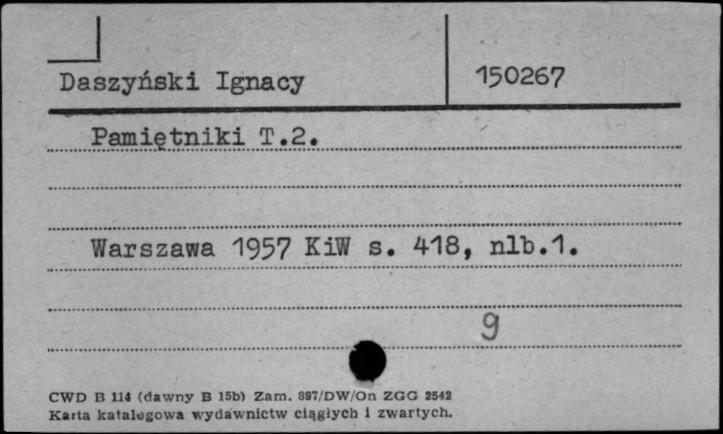 Daszyński Ignacy 150267
Pamiętniki T.2.
Warszawa 1957 KiW s. 418, nlb.1.
9
CWD B 114 (dawny B 15b) Zam. 897/DW/On ZGG 2542
Karta katalogowa wydawnictw ciągłych i zwartych.